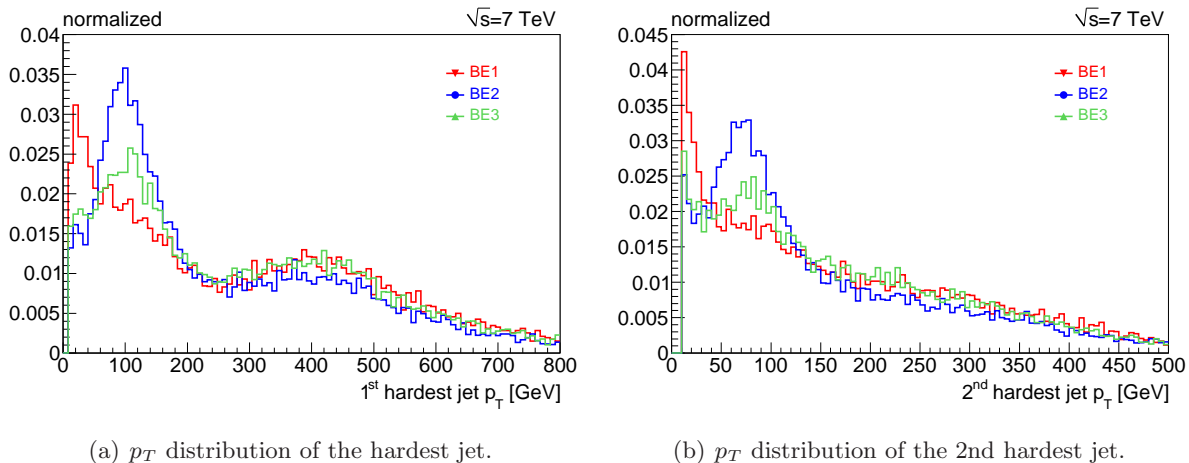 normalized √s=7 TeV
0.04
0.035
0.03
0.025
0.02
0.015
0.01
0.005
0
BE1
BE2
BE3
0 100 200 300 400 500 600 700 800
1st hardest jet p_T [GeV]
(a) p_T distribution of the hardest jet.
normalized √s=7 TeV
0.045
0.04
0.035
0.03
0.025
0.02
0.015
0.01
0.005
0
BE1
BE2
BE3
0 50 100 150 200 250 300 350 400 450 500
2nd hardest jet p_T [GeV]
(b) p_T distribution of the 2nd hardest jet.